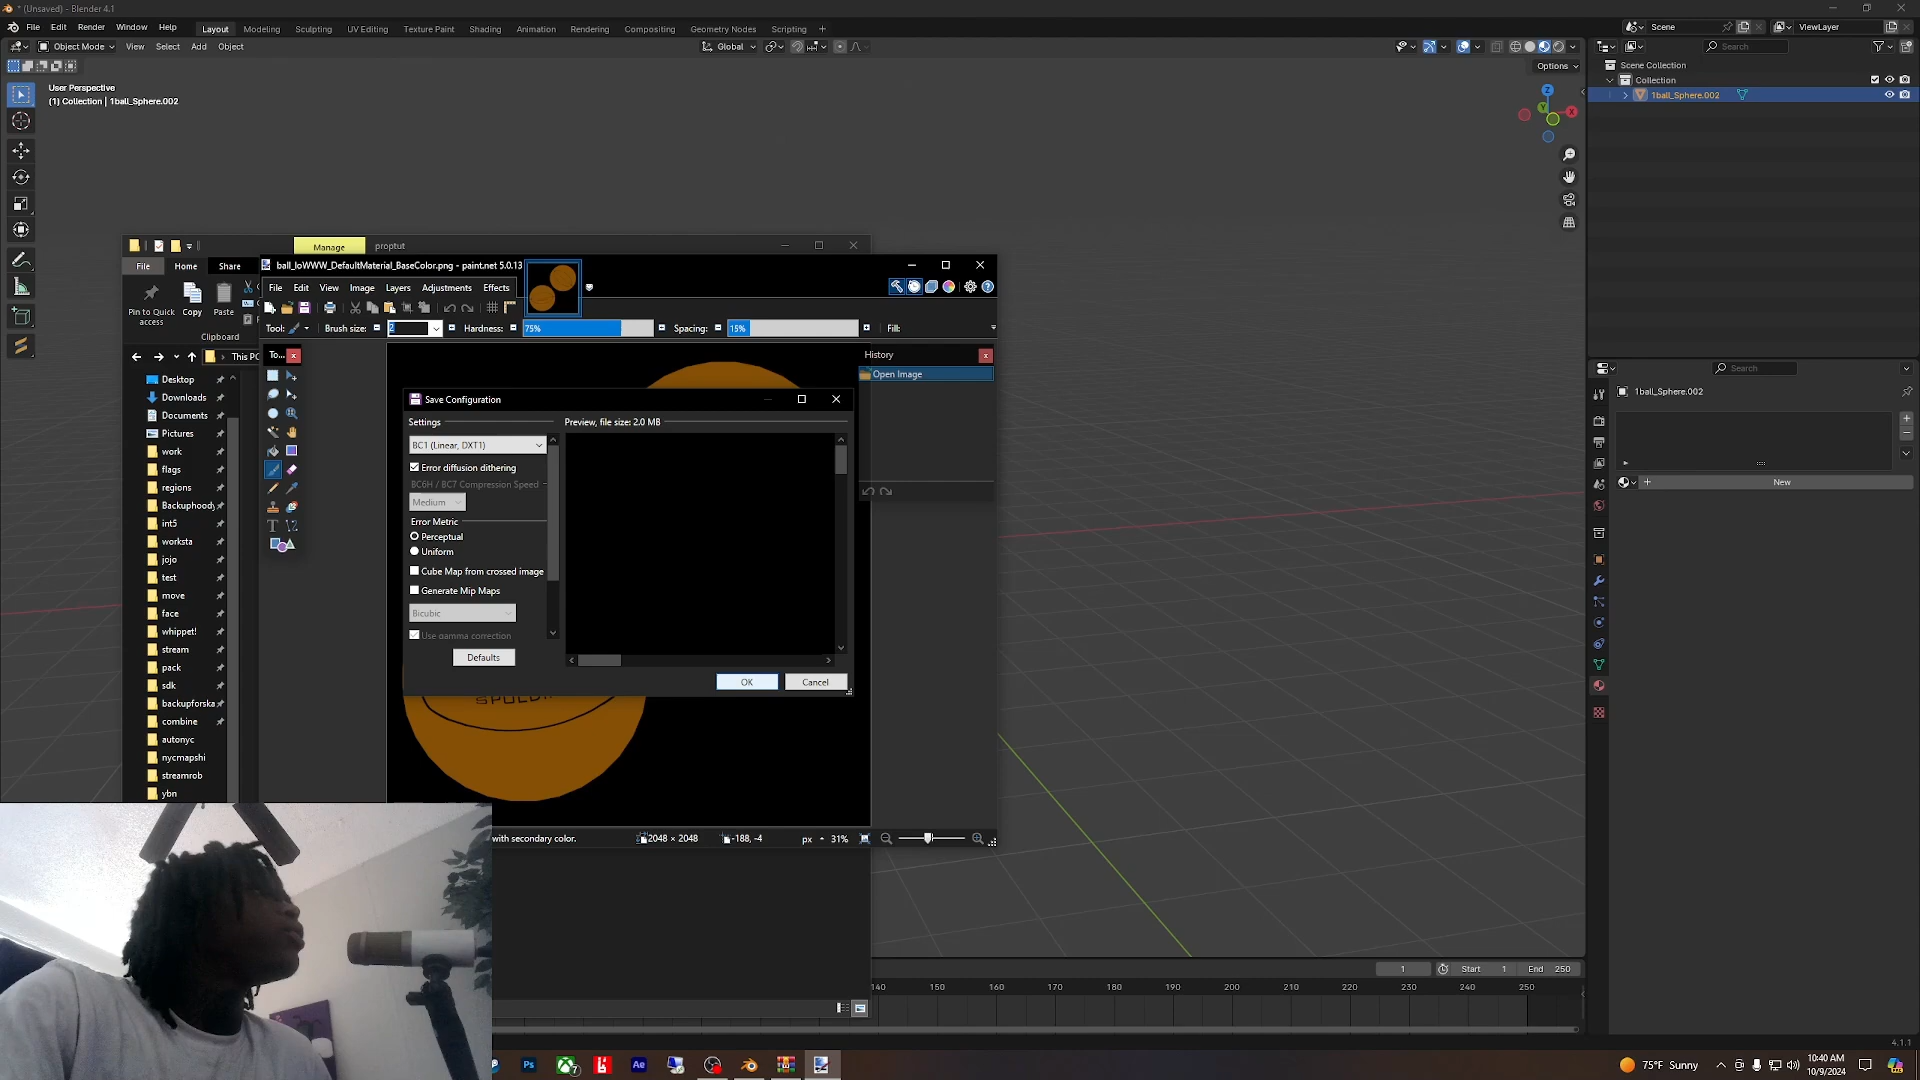 * (Unsaved) - Blender 4.1
File Edit Render Window Help Layout Modeling Sculpting UV Editing Texture Paint Shading Animation Rendering Compositing Geometry Nodes Scripting + Scene ViewLayer
Object Mode View Select Add Object Global Search
Options
User Perspective
(1) Collection | 1ball_Sphere.002
Scene Collection
Collection
1ball_Sphere.002
Z
Y
X
Manage proptut
File Home Share
Pin to Quick access
Copy
Paste
Clipboard
This PC
Desktop
Downloads
Documents
Pictures
work
flags
regions
Backuphoody
int5
worksta
jojo
test
move
face
whippet!
stream
pack
sdk
backupforska
combine
autonyc
nycmapshi
streamrob
ybn
ball_loWWW_DefaultMaterial_BaseColor.png - paint.net 5.0.13
File Edit View Image Layers Adjustments Effects
Tool: Brush size: 2 Hardness: 75% Spacing: 15% Fill:
To...
History
Open Image
Save Configuration
Settings
Preview, file size: 2.0 MB
BC1 (Linear, DXT1)
Error diffusion dithering
BC6H / BC7 Compression Speed
Medium
Error Metric
Perceptual
Uniform
Cube Map from crossed image
Generate Mip Maps
Bicubic
Use gamma correction
Defaults
OK Cancel
with secondary color. 2048 × 2048 -188, -4 px 31%
Search
1ball_Sphere.002
New
1 Start 1 End 250
140 150 160 170 180 190 200 210 220 230 240 250
4.1.1
Ps
7
Ae
75°F Sunny
10:40 AM
10/9/2024